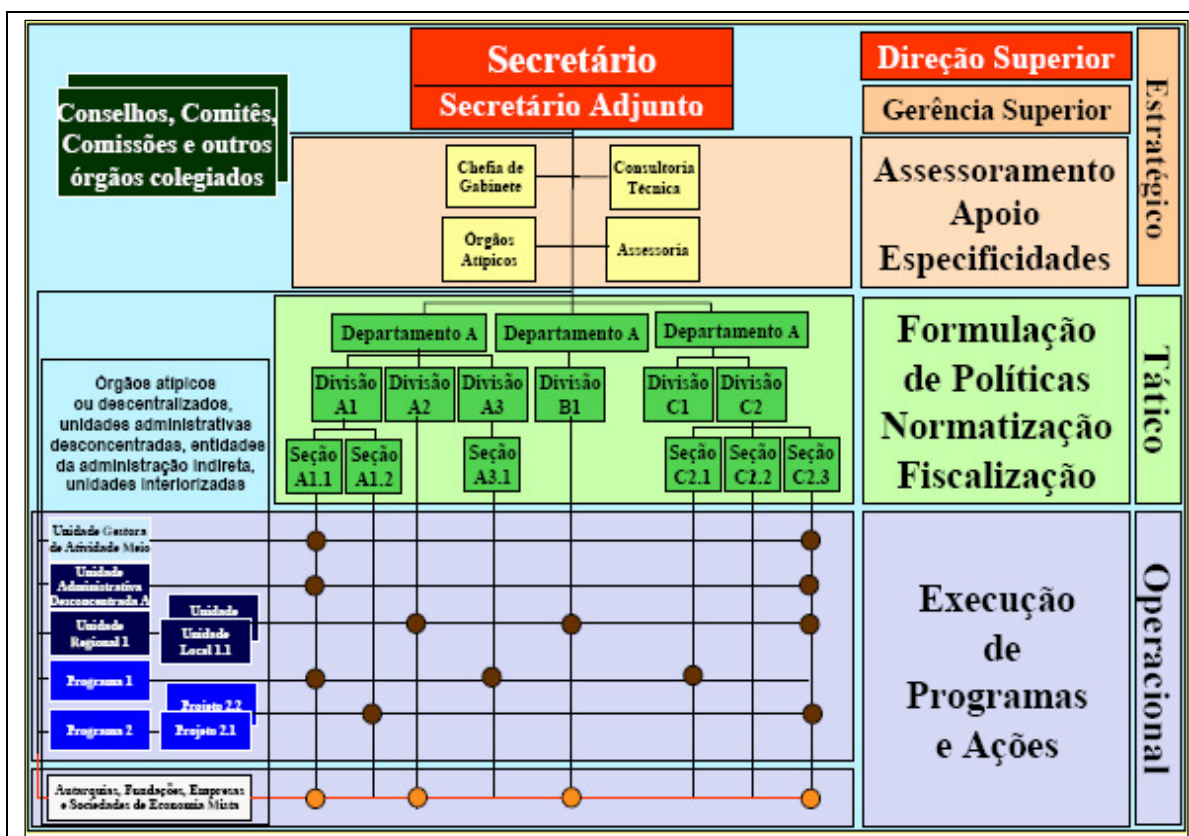 Secretário
Secretário Adjunto
Direção Superior
Gerência Superior
Conselhos, Comitês,
Comissões e outros
órgãos colegiados
Chefia de
Gabinete
Consultoria
Técnica
Órgãos
Atípicos
Assessoria
Assessoramento
Apoio
Especificidades
Estratégico
Departamento A
Departamento A
Departamento A
Divisão
A1
Divisão
A2
Divisão
A3
Divisão
B1
Divisão
C1
Divisão
C2
Seção
A1.1
Seção
A1.2
Seção
A3.1
Seção
C2.1
Seção
C2.2
Seção
C2.3
Formulação
de Políticas
Normatização
Fiscalização
Tático
Órgãos atípicos
ou descentralizados,
unidades administrativas
desconcentradas, entidades
da administração indireta,
unidades interiorizadas
Unidade Gestora
de Atividade Meio
Unidade
Administrativa
Desconcentrada A
Unidade
Regional 1
Unidade
Unidade
Local 1.1
Programa 1
Projeto 2.2
Programa 2
Projeto 2.1
Autarquias, Fundações, Empresas
e Sociedades de Economia Mista
Execução
de
Programas
e Ações
Operacional